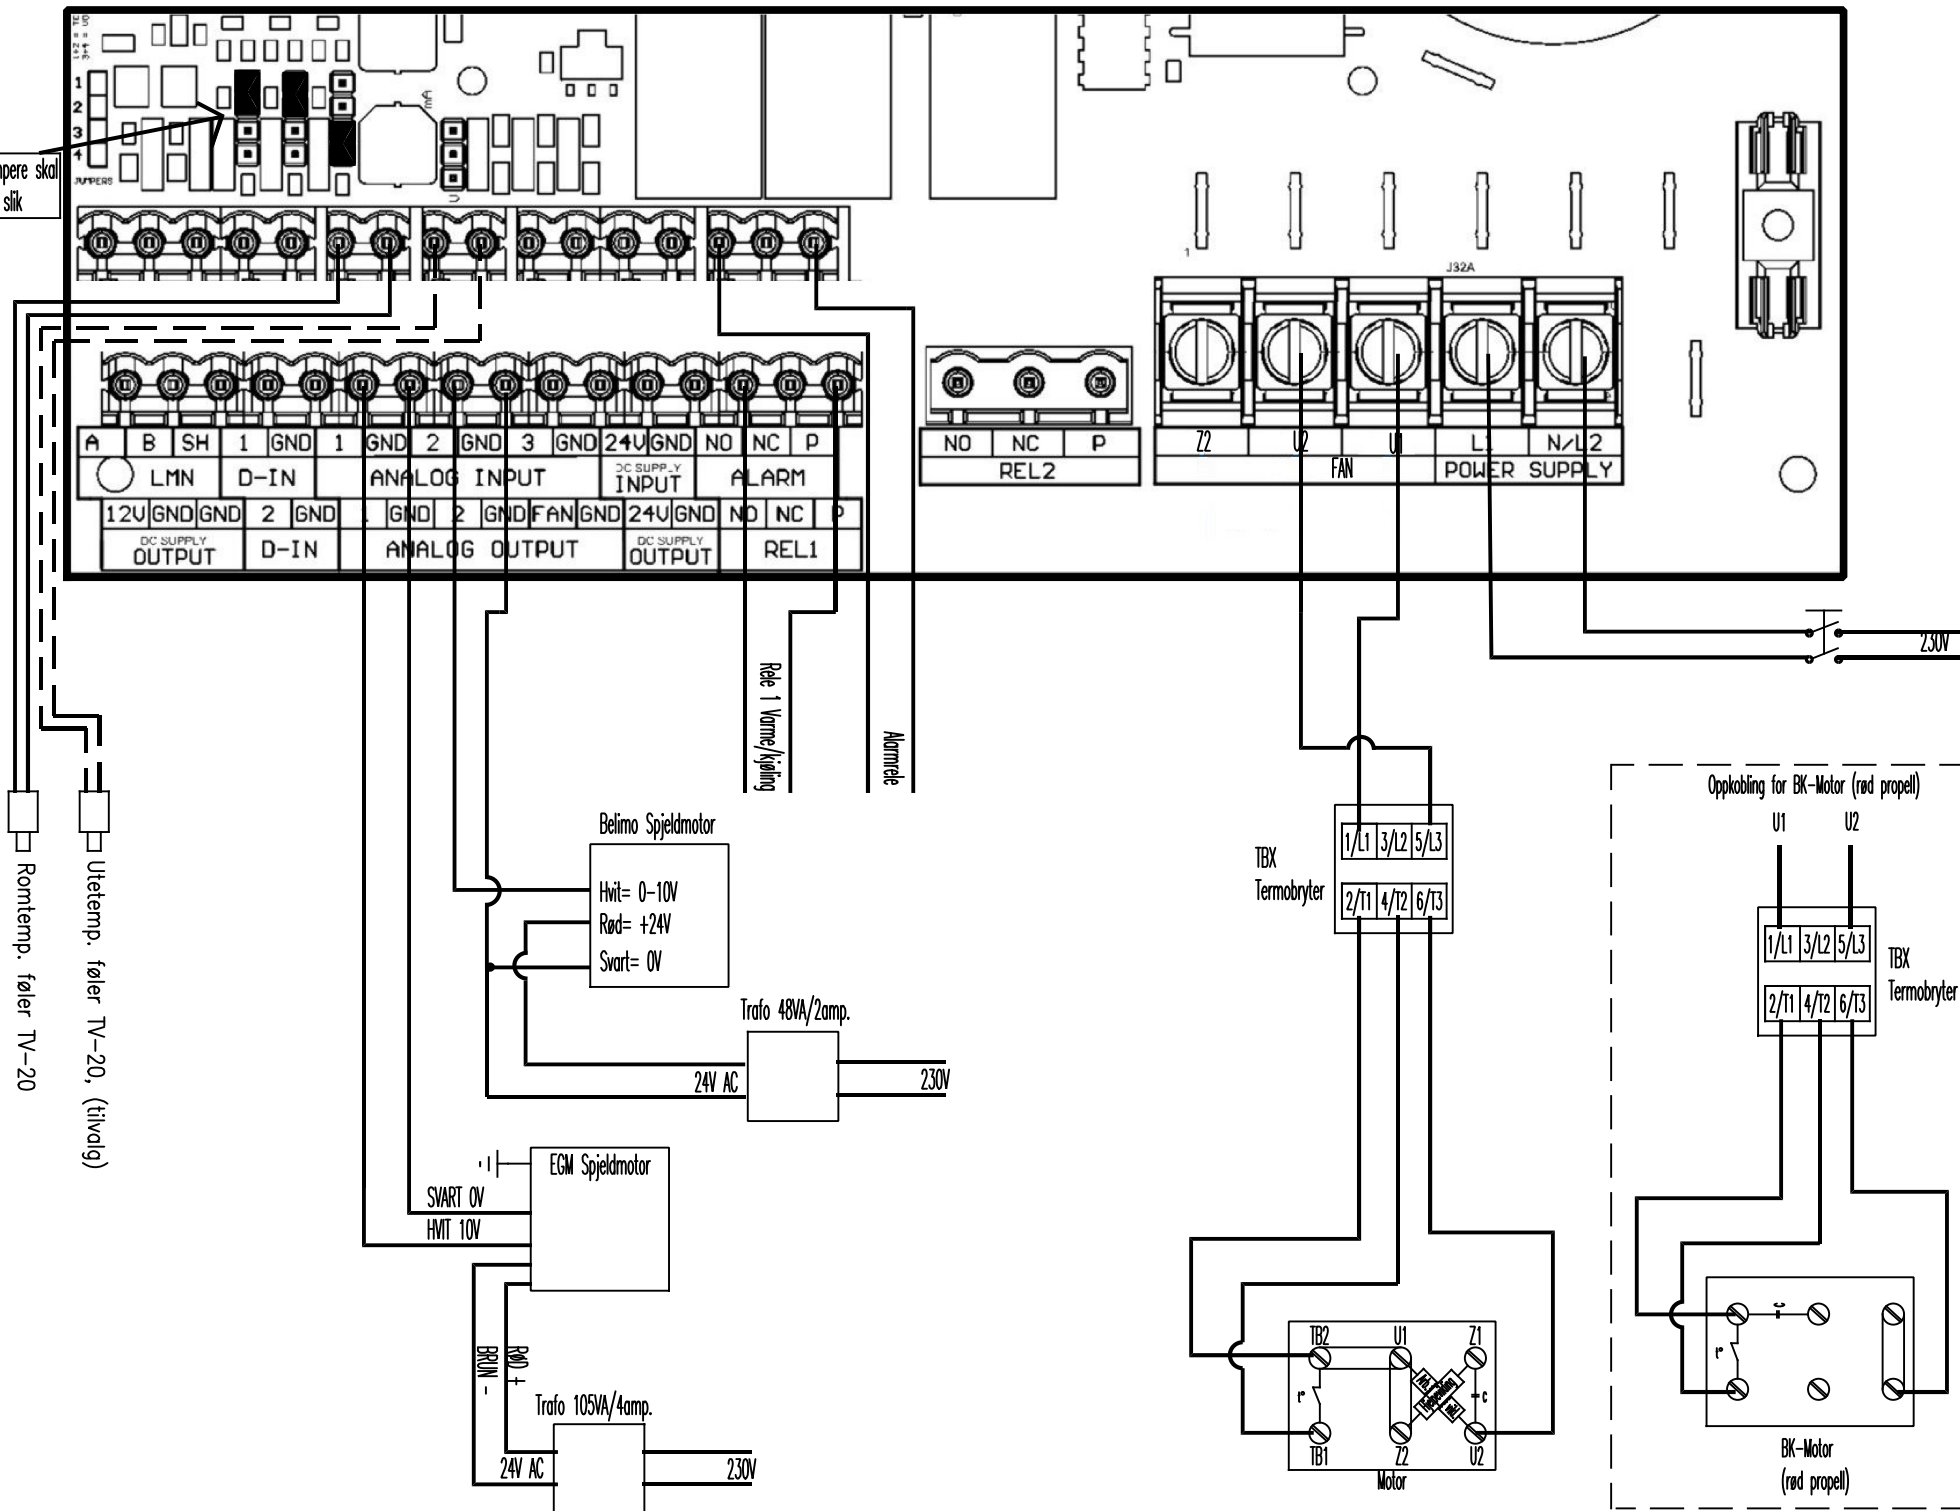 1
2
3
4
JUMPERS
mA
U
mpere skal
slik
1
J32A
A B SH 1 GND 1 GND 2 GND 3 GND 24V GND NO NC P
LMN D-IN ANALOG INPUT DC SUPPLY INPUT ALARM
12V GND GND 2 GND 1 GND 2 GND FAN GND 24V GND NO NC P
DC SUPPLY OUTPUT D-IN ANALOG OUTPUT DC SUPPLY OUTPUT REL1
NO NC P
REL2
Z2 U2 U1 L1 N/L2
FAN POWER SUPPLY
230V
Rele 1 Varme/kjøling
Alarmrele
Romtemp. føler TV-20
Utetemp. føler TV-20, (tilvalg)
Belimo Spjeldmotor
Hvit= 0-10V
Rød= +24V
Svart= 0V
Trafo 48VA/2amp.
24V AC
230V
EGM Spjeldmotor
SVART 0V
HVIT 10V
RØD +
BRUN -
Trafo 105VA/4amp.
24V AC
230V
TBX
Termobryter
1/L1 3/L2 5/L3
2/T1 4/T2 6/T3
TB2 U1 Z1
t°
c
TB1 Z2 U2
Motor
Oppkobling for BK-Motor (rød propell)
U1 U2
1/L1 3/L2 5/L3
2/T1 4/T2 6/T3
TBX
Termobryter
c
t°
BK-Motor
(rød propell)